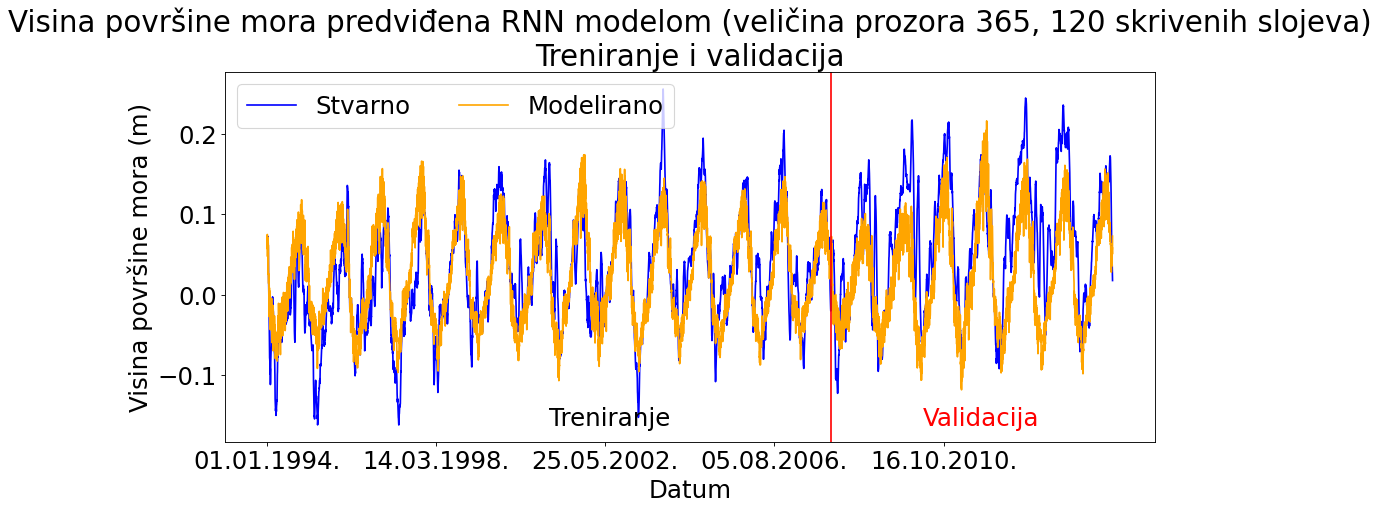 Visina površine mora predviđena RNN modelom (veličina prozora 365, 120 skrivenih slojeva)
Treniranje i validacija
Stvarno
Modelirano
Visina površine mora (m)
0.2
0.1
0.0
−0.1
Treniranje
Validacija
01.01.1994.
14.03.1998.
25.05.2002.
05.08.2006.
16.10.2010.
Datum